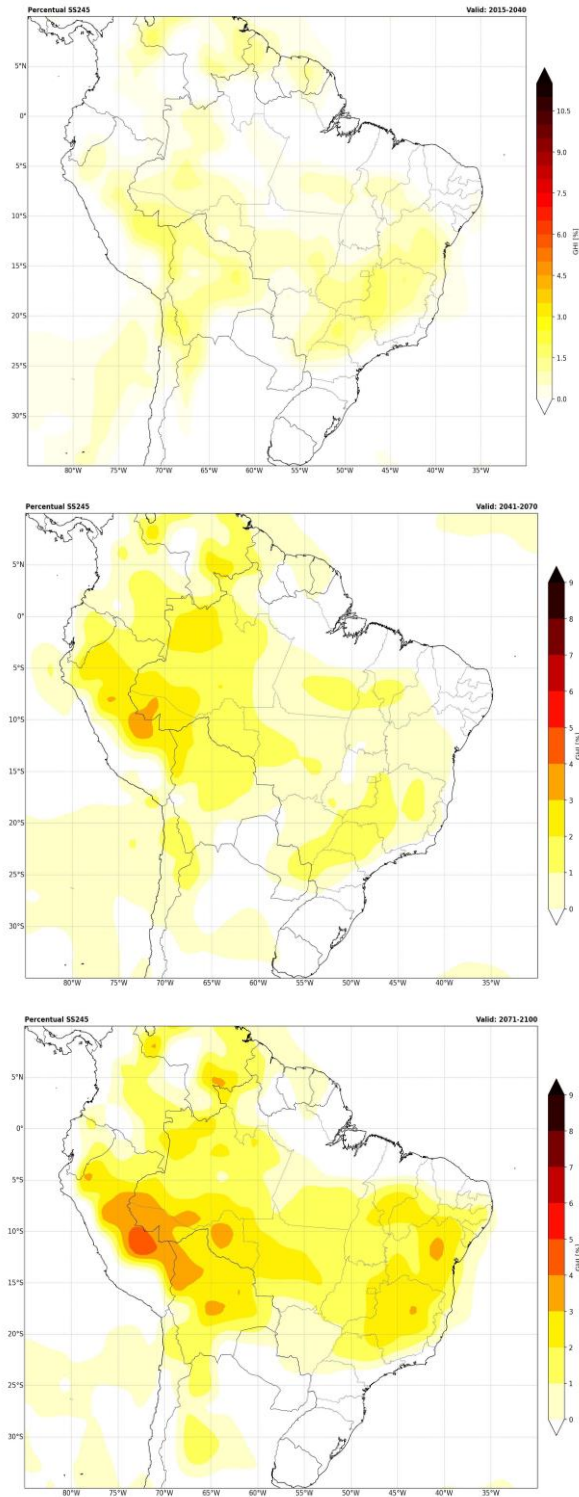 Percentual SS245 Valid: 2015-2040
5°N
0°
5°S
10°S
15°S
20°S
25°S
30°S
80°W 75°W 70°W 65°W 60°W 55°W 50°W 45°W 40°W 35°W
10.5
9.0
7.5
6.0
4.5
3.0
1.5
0.0
GHI [%]
Percentual SS245 Valid: 2041-2070
5°N
0°
5°S
10°S
15°S
20°S
25°S
30°S
80°W 75°W 70°W 65°W 60°W 55°W 50°W 45°W 40°W 35°W
9
8
7
6
5
4
3
2
1
0
GHI [%]
Percentual SS245 Valid: 2071-2100
5°N
0°
5°S
10°S
15°S
20°S
25°S
30°S
80°W 75°W 70°W 65°W 60°W 55°W 50°W 45°W 40°W 35°W
9
8
7
6
5
4
3
2
1
0
GHI [%]